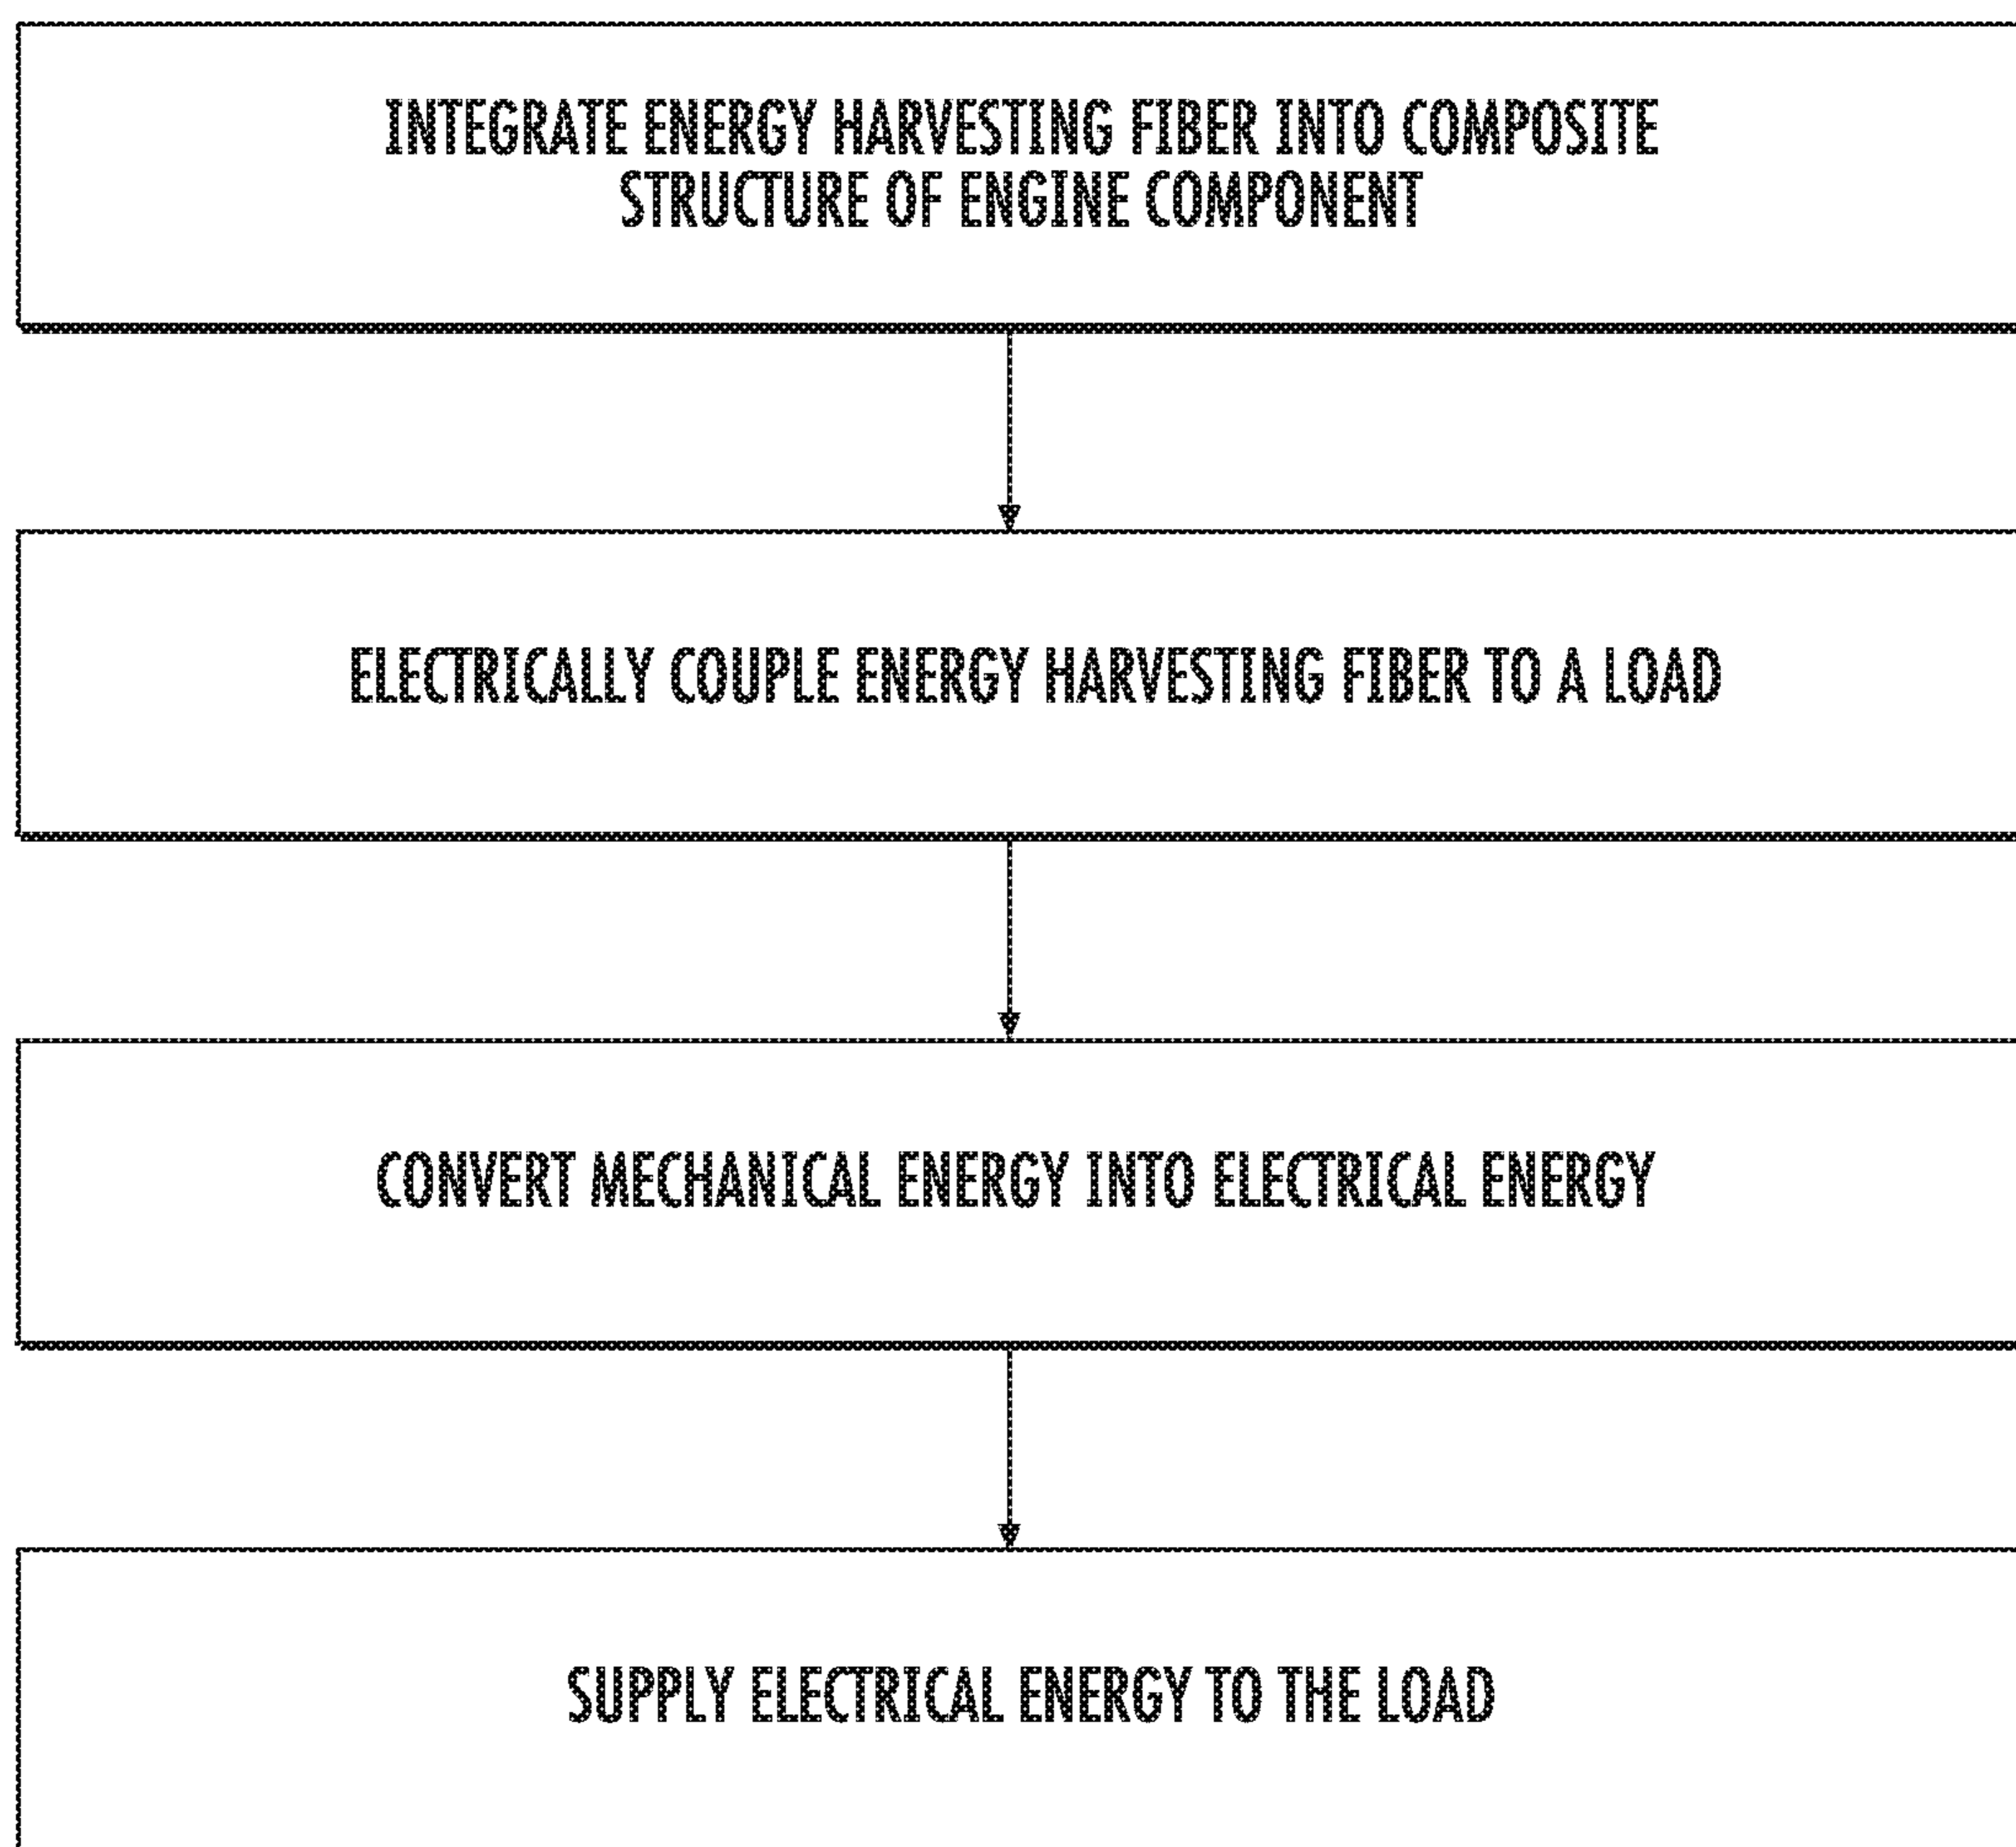 INTEGRATE ENERGY HARVESTING FIBER INTO COMPOSITE
STRUCTURE OF ENGINE COMPONENT
ELECTRICALLY COUPLE ENERGY HARVESTING FIBER TO A LOAD
CONVERT MECHANICAL ENERGY INTO ELECTRICAL ENERGY
SUPPLY ELECTRICAL ENERGY TO THE LOAD